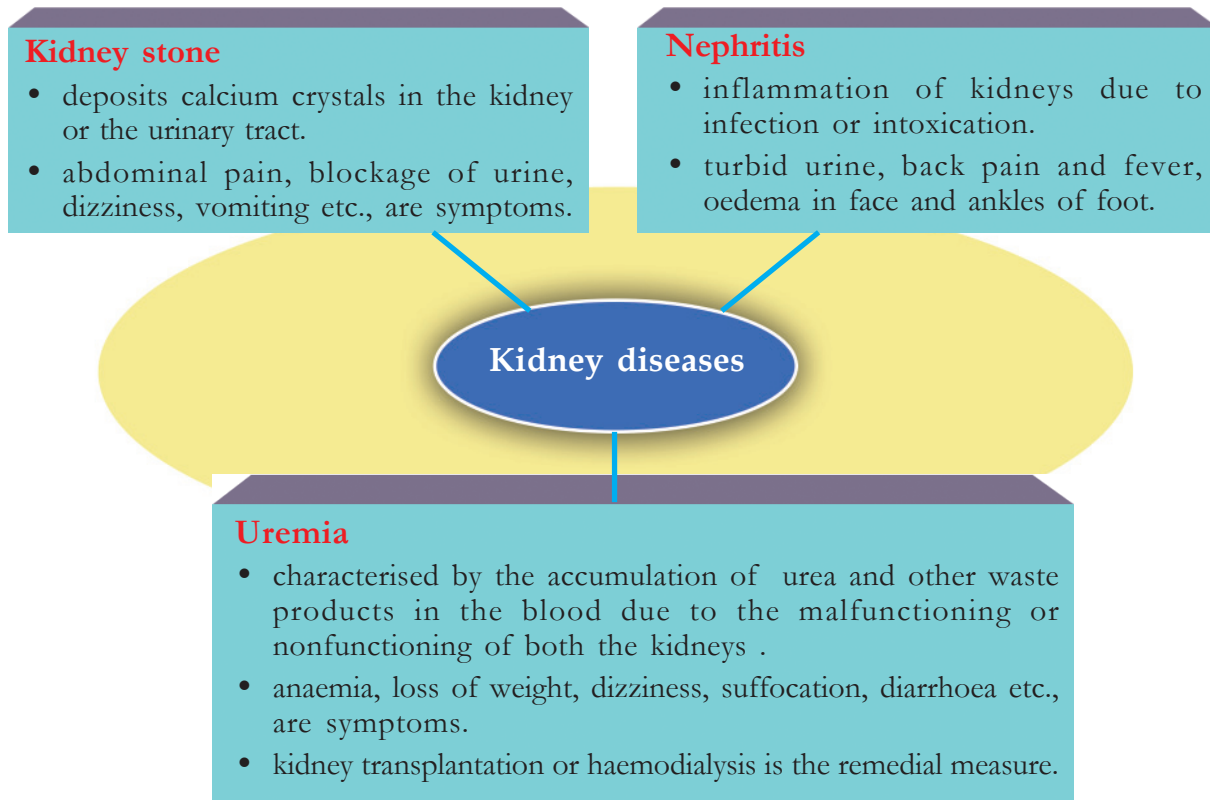 Kidney stone
• deposits calcium crystals in the kidney
or the urinary tract.
• abdominal pain, blockage of urine,
dizziness, vomiting etc., are symptoms.
Nephritis
• inflammation of kidneys due to
infection or intoxication.
• turbid urine, back pain and fever,
oedema in face and ankles of foot.
Kidney diseases
Uremia
• characterised by the accumulation of urea and other waste
products in the blood due to the malfunctioning or
nonfunctioning of both the kidneys .
• anaemia, loss of weight, dizziness, suffocation, diarrhoea etc.,
are symptoms.
• kidney transplantation or haemodialysis is the remedial measure.